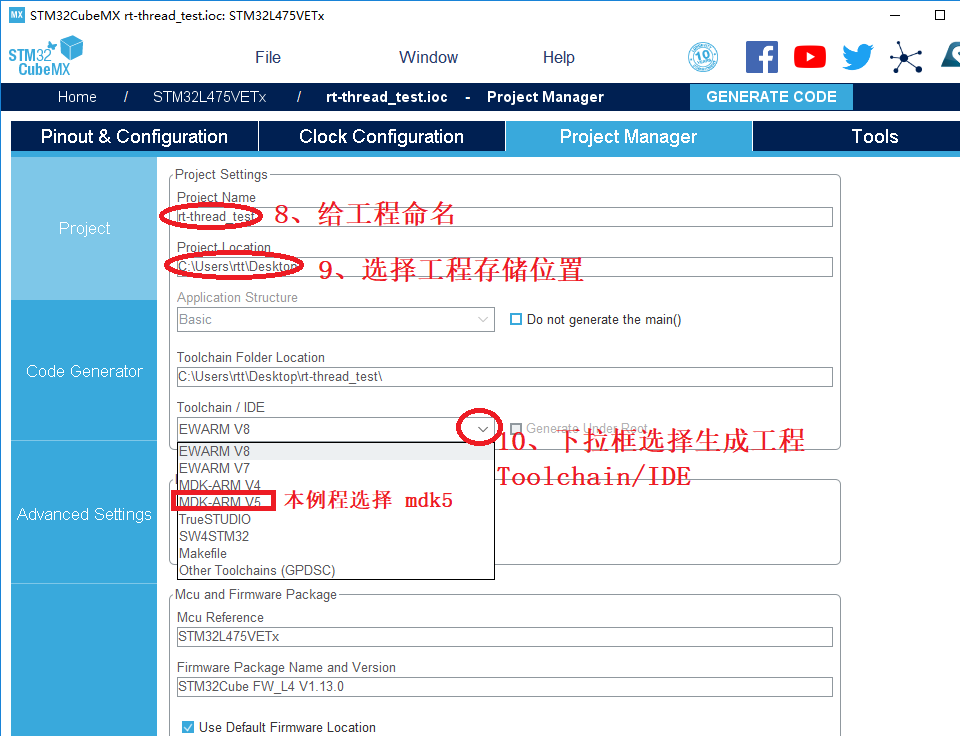 MX STM32CubeMX rt-thread_test.ioc: STM32L475VETx
STM32 CubeMX
File Window Help
10
Home / STM32L475VETx / rt-thread_test.ioc - Project Manager GENERATE CODE
Pinout & Configuration Clock Configuration Project Manager Tools
Project
Code Generator
Advanced Settings
Project Settings
Project Name
rt-thread_test
8、给工程命名
Project Location
C:\Users\rtt\Desktop
9、选择工程存储位置
Application Structure
Basic
Do not generate the main()
Toolchain Folder Location
C:\Users\rtt\Desktop\rt-thread_test\
Toolchain / IDE
EWARM V8
Generate Under Root
10、下拉框选择生成工程
Toolchain/IDE
EWARM V8
EWARM V7
MDK-ARM V4
MDK-ARM V5
本例程选择 mdk5
TrueSTUDIO
SW4STM32
Makefile
Other Toolchains (GPDSC)
Mcu and Firmware Package
Mcu Reference
STM32L475VETx
Firmware Package Name and Version
STM32Cube FW_L4 V1.13.0
Use Default Firmware Location